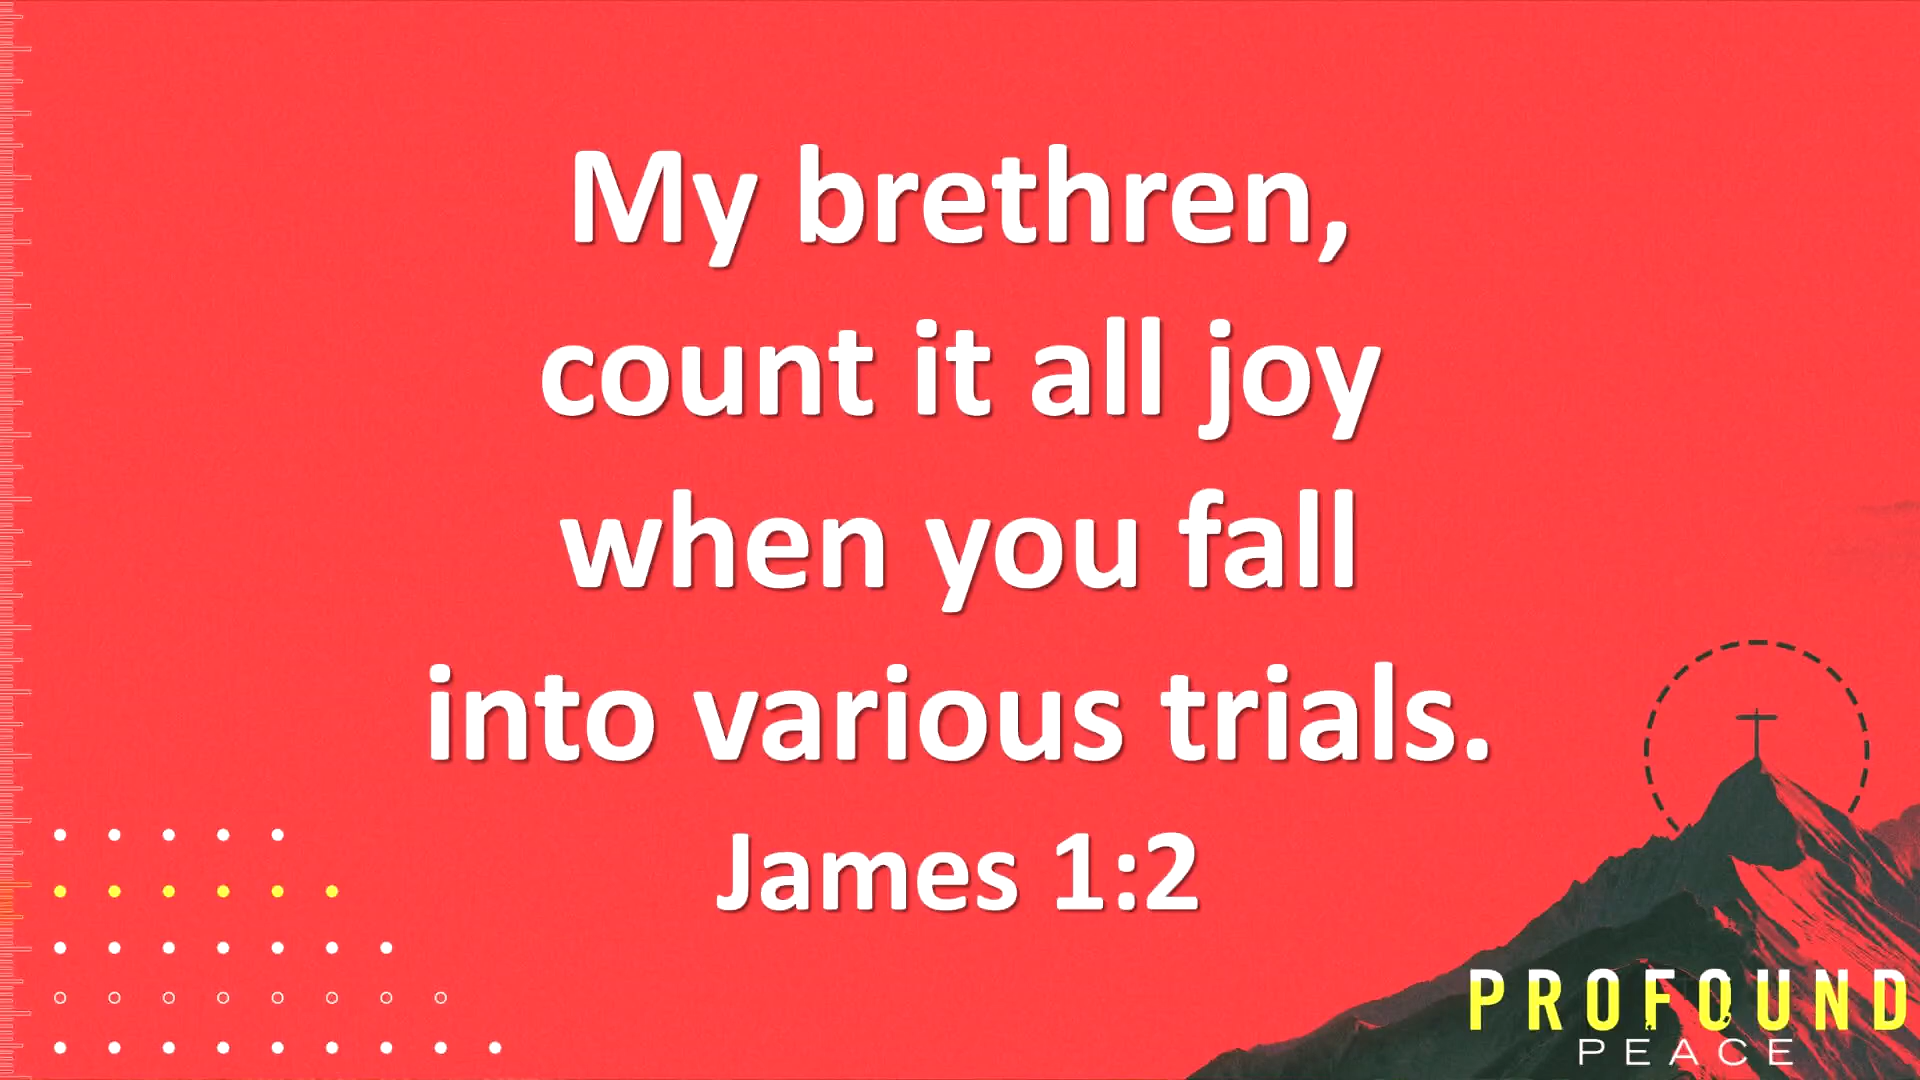 My brethren,
count it all joy
when you fall
into various trials.
James 1:2
PROFOUND
PEACE